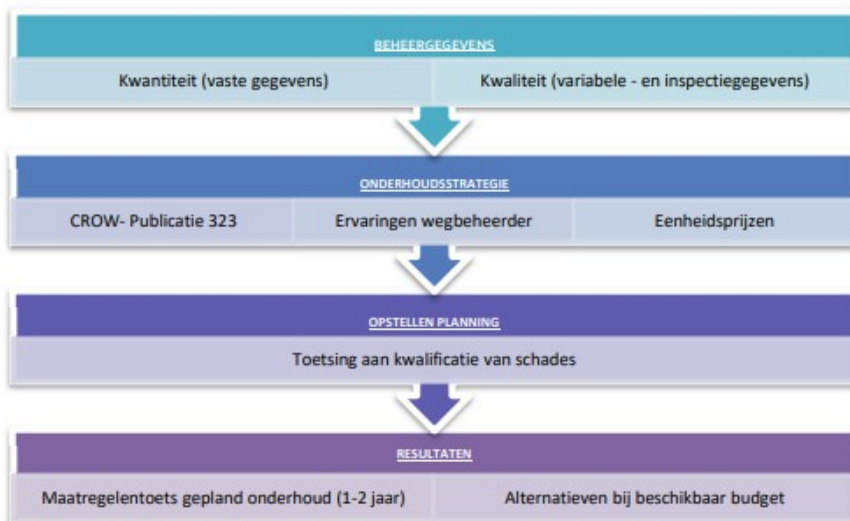 BEHEERGEGEVENS
Kwantiteit (vaste gegevens)
Kwaliteit (variabele - en inspectiegegevens)
ONDERHOUDSSTRATEGIE
CROW- Publicatie 323
Ervaringen wegbeheerder
Eenheidsprijzen
OPSTELLEN PLANNING
Toetsing aan kwalificatie van schades
RESULTATEN
Maatregelentoets gepland onderhoud (1-2 jaar)
Alternatieven bij beschikbaar budget